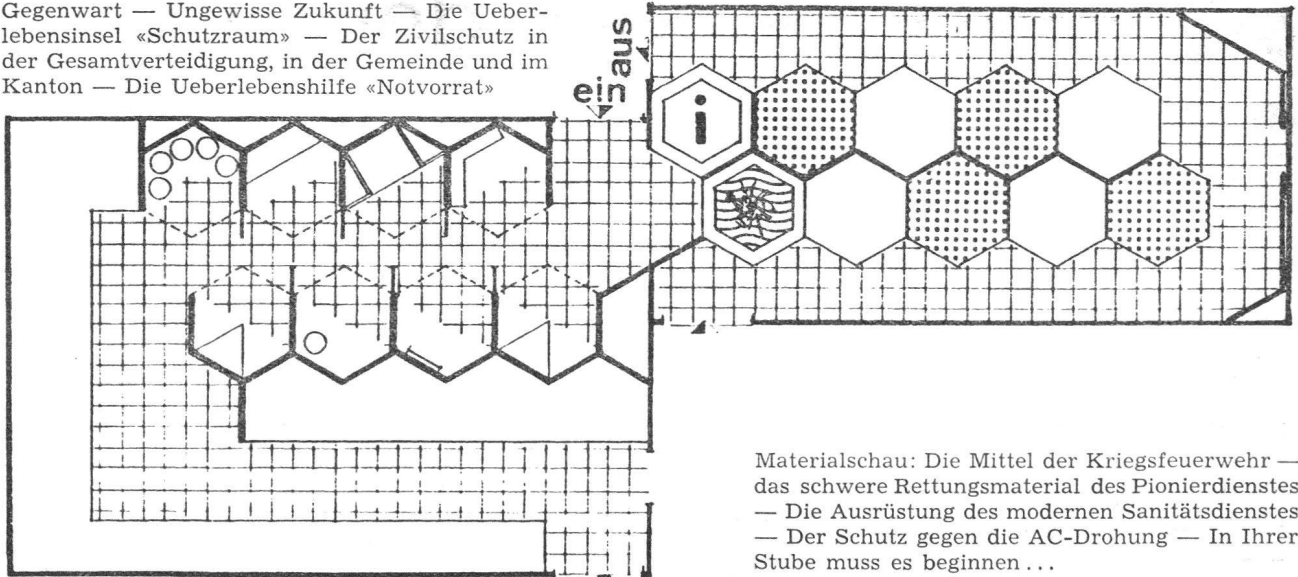 Gegenwart — Ungewisse Zukunft — Die Ueber-
lebensinsel «Schutzraum» — Der Zivilschutz in
der Gesamtverteidigung, in der Gemeinde und im
Kanton — Die Ueberlebenshilfe «Notvorrat»
ein
aus
i
Materialschau: Die Mittel der Kriegsfeuerwehr —
das schwere Rettungsmaterial des Pionierdienstes
— Die Ausrüstung des modernen Sanitätsdienstes
— Der Schutz gegen die AC-Drohung — In Ihrer
Stube muss es beginnen ...